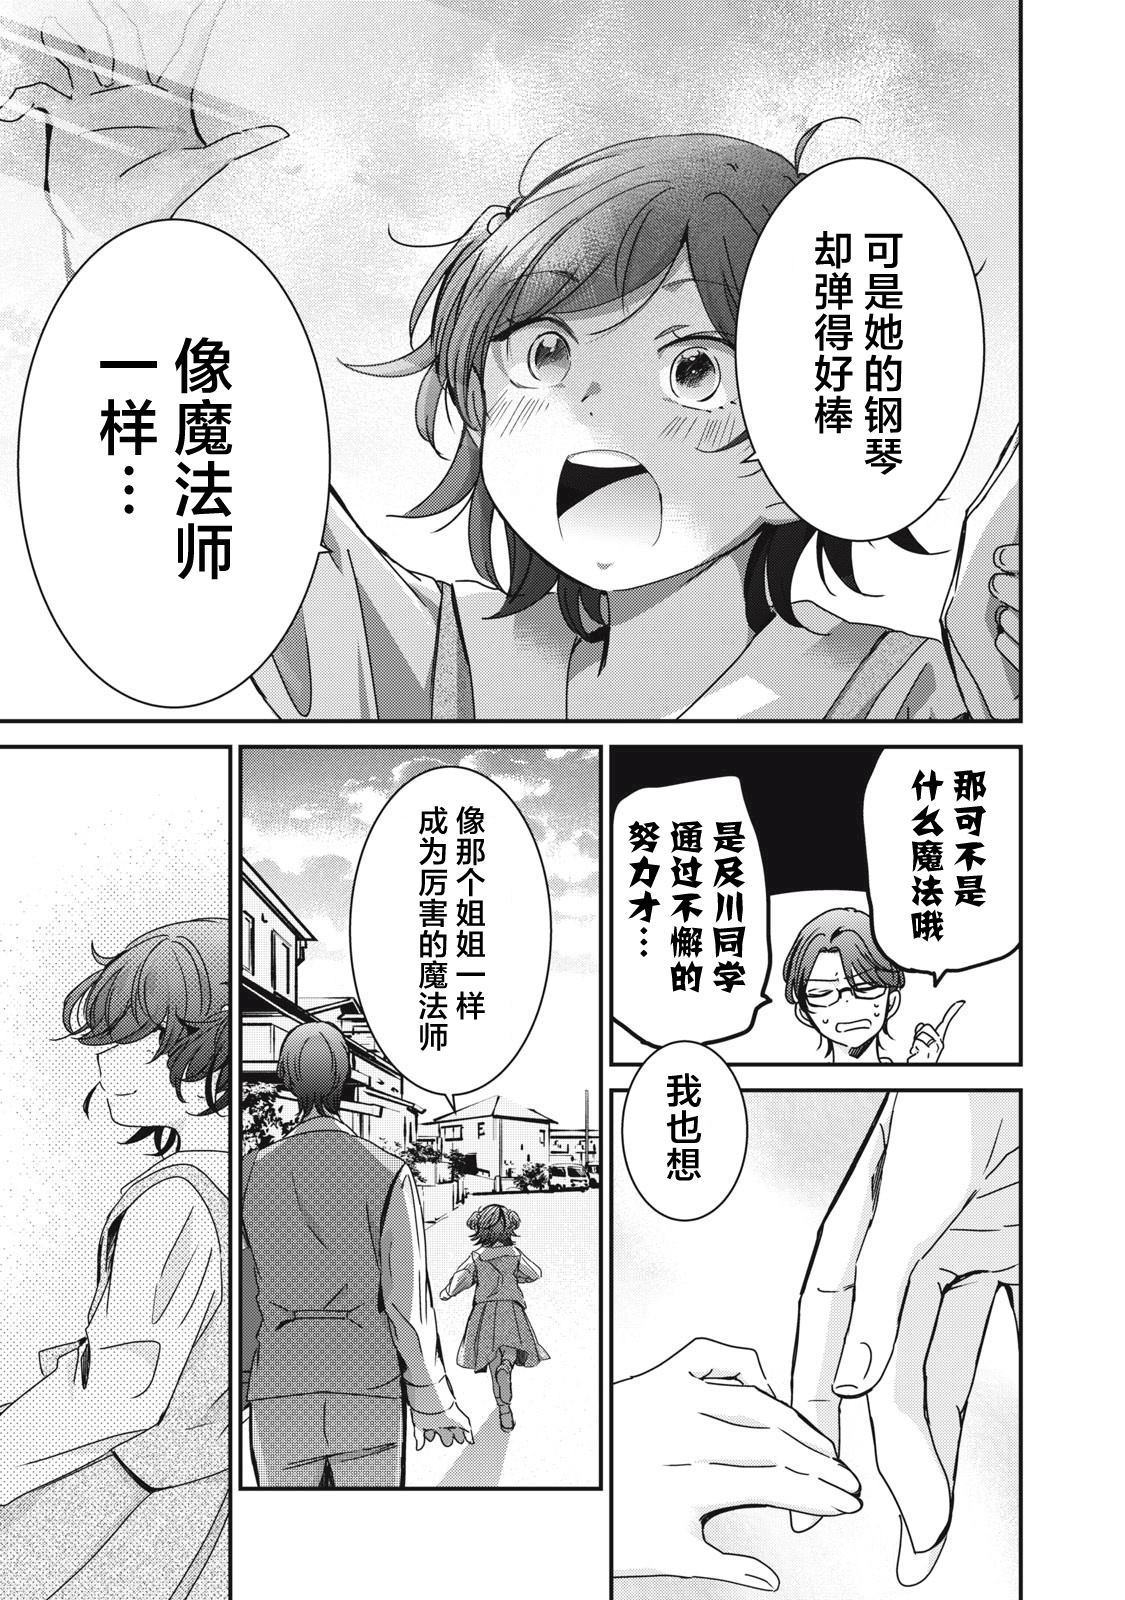 可是她的钢琴
却弹得好棒
像魔法师
一样…
那可不是
什么魔法哦
是及川同学
通过不懈的
努力才…
我也想
像那个姐姐一样
成为厉害的魔法师